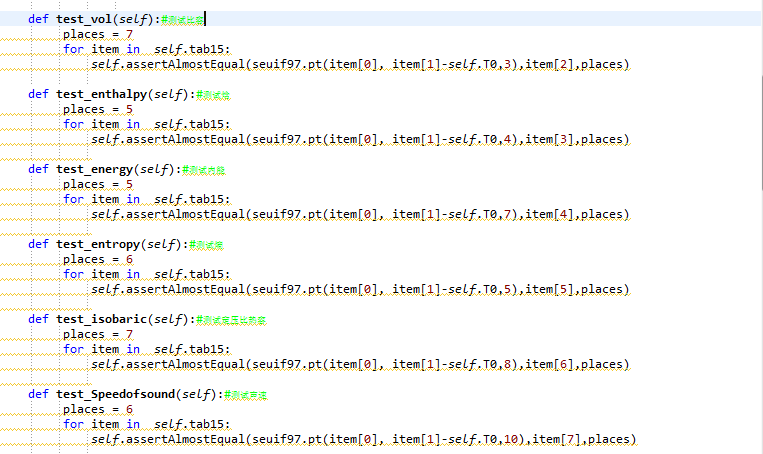 def test_vol(self):#测试比容
places = 7
for item in  self.tab15:
self.assertAlmostEqual(seuif97.pt(item[0], item[1]-self.T0,3),item[2],places)
def test_enthalpy(self):#测试焓
places = 5
for item in  self.tab15:
self.assertAlmostEqual(seuif97.pt(item[0], item[1]-self.T0,4),item[3],places)
def test_energy(self):#测试内能
places = 5
for item in  self.tab15:
self.assertAlmostEqual(seuif97.pt(item[0], item[1]-self.T0,7),item[4],places)
def test_entropy(self):#测试熵
places = 6
for item in  self.tab15:
self.assertAlmostEqual(seuif97.pt(item[0], item[1]-self.T0,5),item[5],places)
def test_isobaric(self):#测试定压比热容
places = 7
for item in  self.tab15:
self.assertAlmostEqual(seuif97.pt(item[0], item[1]-self.T0,8),item[6],places)
def test_Speedofsound(self):#测试声速
places = 6
for item in  self.tab15:
self.assertAlmostEqual(seuif97.pt(item[0], item[1]-self.T0,10),item[7],places)